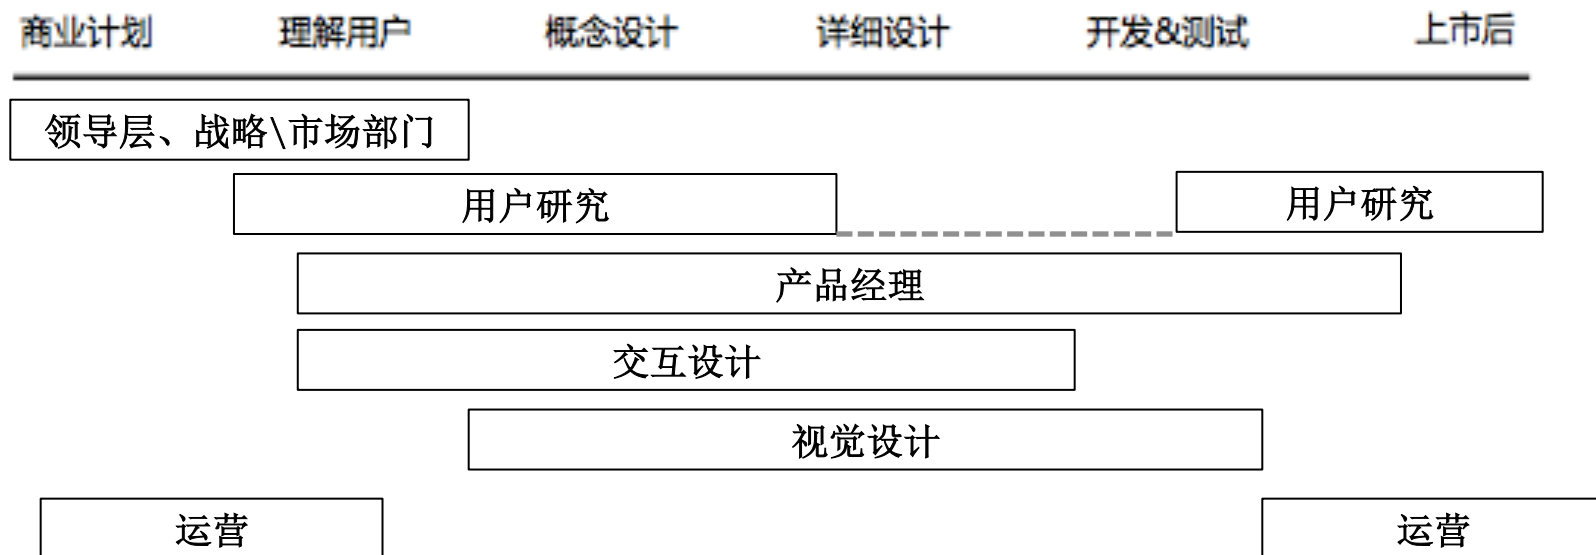 商业计划 理解用户 概念设计 详细设计 开发&测试 上市后
领导层、战略\市场部门
用户研究 用户研究
产品经理
交互设计
视觉设计
运营 运营